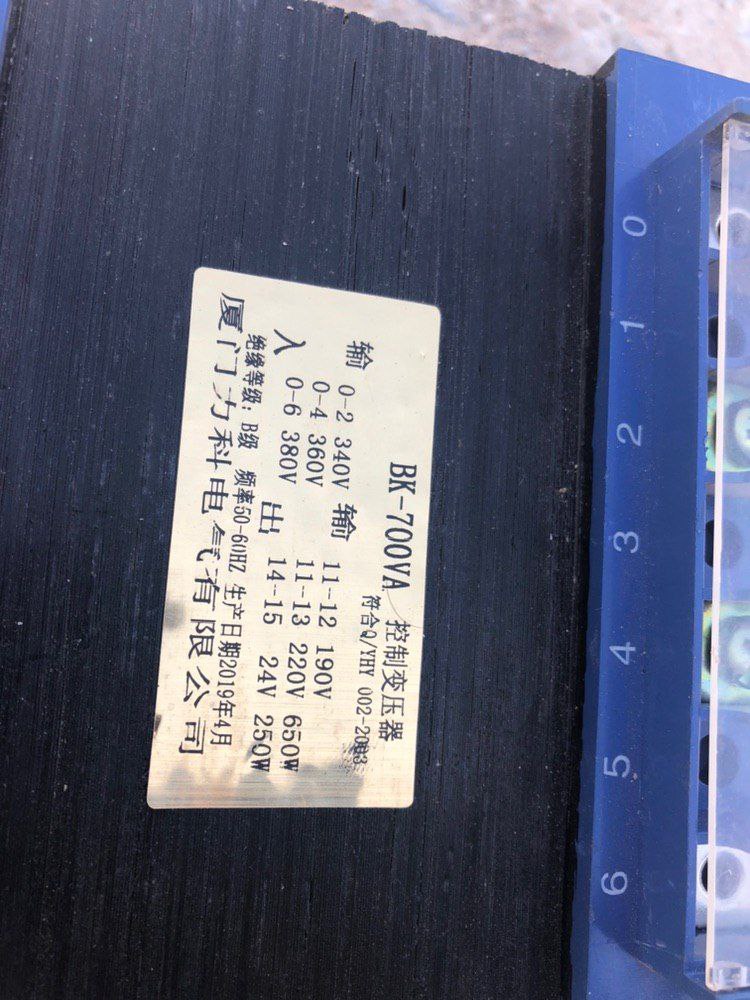 BK-700VA 控制变压器
符合Q/YHY 002-2003
输 0-2 340V 输 11-12 190V
0-4 360V 11-13 220V 650W
入 0-6 380V 出 14-15 24V 250W
绝缘等级: B级 频率50-60HZ 生产日期2019年4月
厦门力科电气有限公司
0
1
2
3
4
5
6